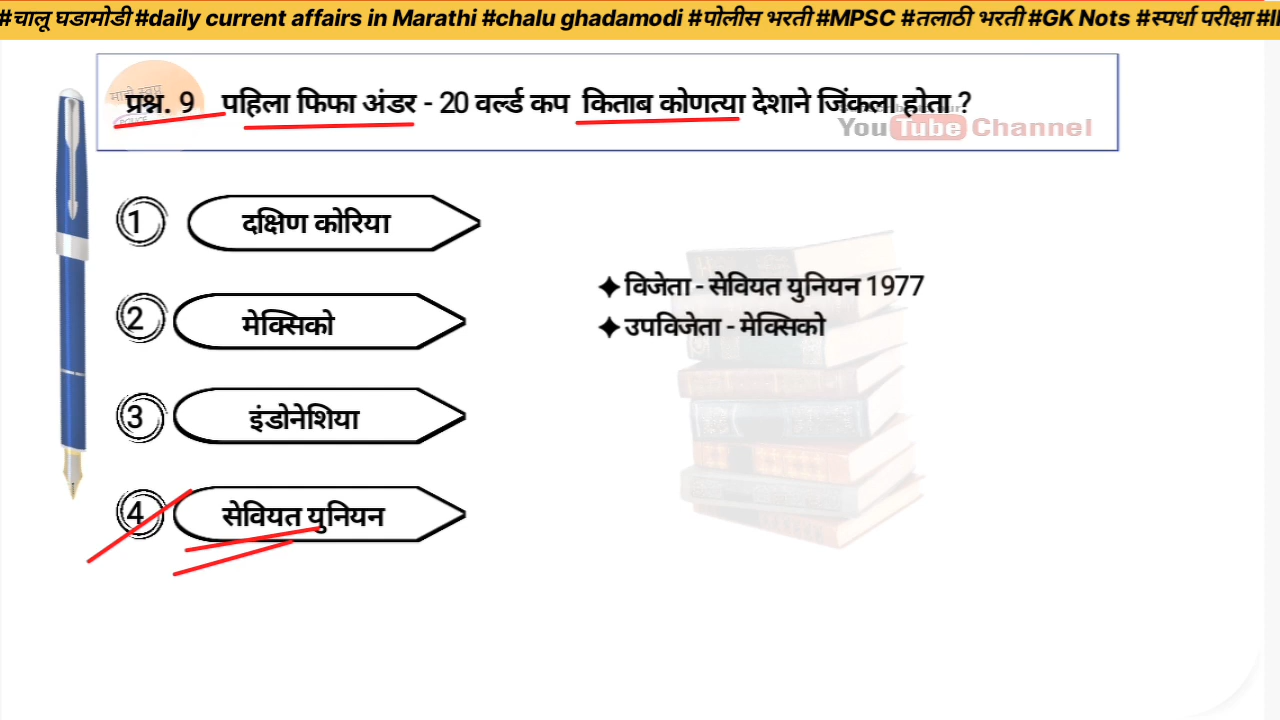 #चालू घडामोडी #daily current affairs in Marathi #chalu ghadamodi #पोलीस भरती #MPSC #तलाठी भरती #GK Nots #स्पर्धा परीक्षा
माझे स्वप्न
प्रश्न. 9 पहिला फिफा अंडर - 20 वर्ल्ड कप किताब कोणत्या देशाने जिंकला होता ?
POLICE
YouTube Channel
1 दक्षिण कोरिया
✦ विजेता - सेवियत युनियन 1977
2 मेक्सिको
✦ उपविजेता - मेक्सिको
3 इंडोनेशिया
4 सेवियत युनियन